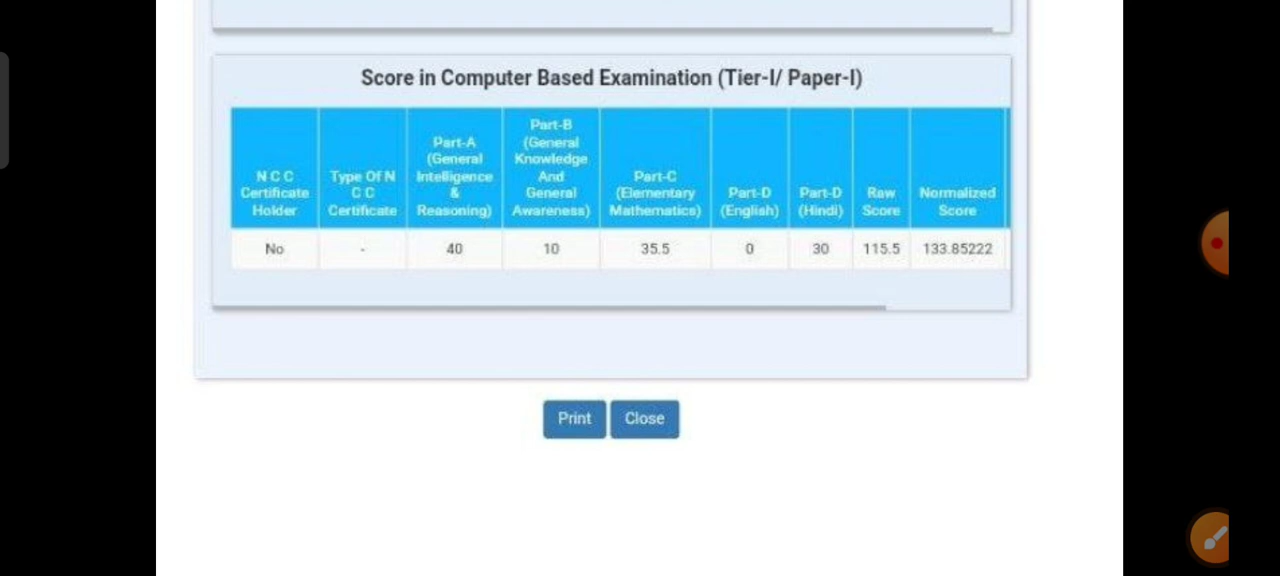 Score in Computer Based Examination (Tier-I/ Paper-I)
N C C Certificate Holder
Type Of N C C Certificate
Part-A (General Intelligence & Reasoning)
Part-B (General Knowledge And General Awareness)
Part-C (Elementary Mathematics)
Part-D (English)
Part-D (Hindi)
Raw Score
Normalized Score
No - 40 10 35.5 0 30 115.5 133.85222
Print Close